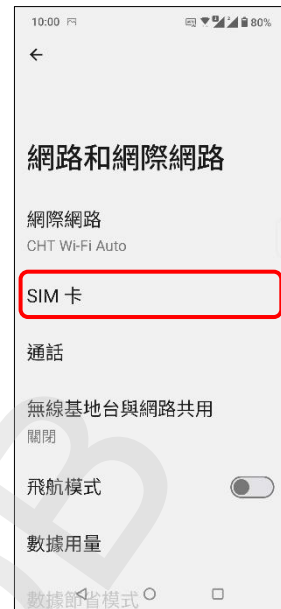 10:00
80%
網路和網際網路
網際網路
CHT Wi-Fi Auto
SIM 卡
通話
無線基地台與網路共用
關閉
飛航模式
數據用量
數據節省模式